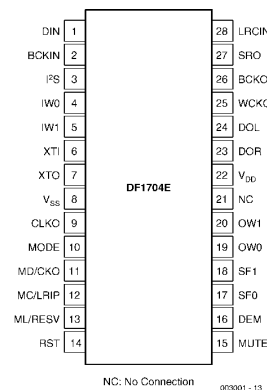 DIN 1
BCKIN 2
I²S 3
IW0 4
IW1 5
XTI 6
XTO 7
VSS 8
CLKO 9
MODE 10
MD/CKO 11
MC/LRIP 12
ML/RESV 13
RST 14
DF1704E
28 LRCIN
27 SRO
26 BCKO
25 WCKO
24 DOL
23 DOR
22 VDD
21 NC
20 OW1
19 OW0
18 SF1
17 SF0
16 DEM
15 MUTE
NC: No Connection
003001 - 13